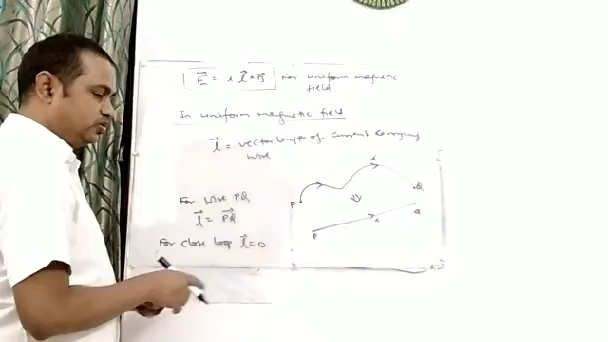 E⃗ = i l⃗ × B⃗ For uniform magnetic
field
In uniform magnetic field
l⃗ = vector length of current carrying
wire
For wire PQ
l⃗ = PQ⃗
For close loop l⃗ = 0
P
Q
P
Q